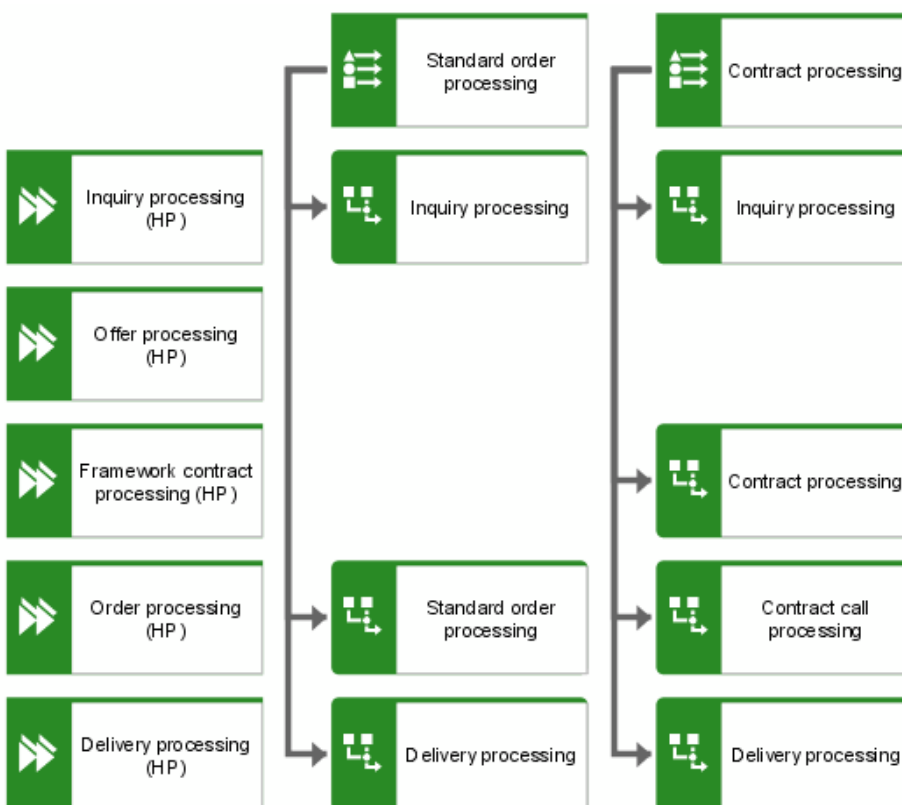 Standard order
processing
Contract processing
Inquiry processing
(HP)
Inquiry processing
Inquiry processing
Offer processing
(HP)
Framework contract
processing (HP)
Contract processing
Order processing
(HP)
Standard order
processing
Contract call
processing
Delivery processing
(HP)
Delivery processing
Delivery processing